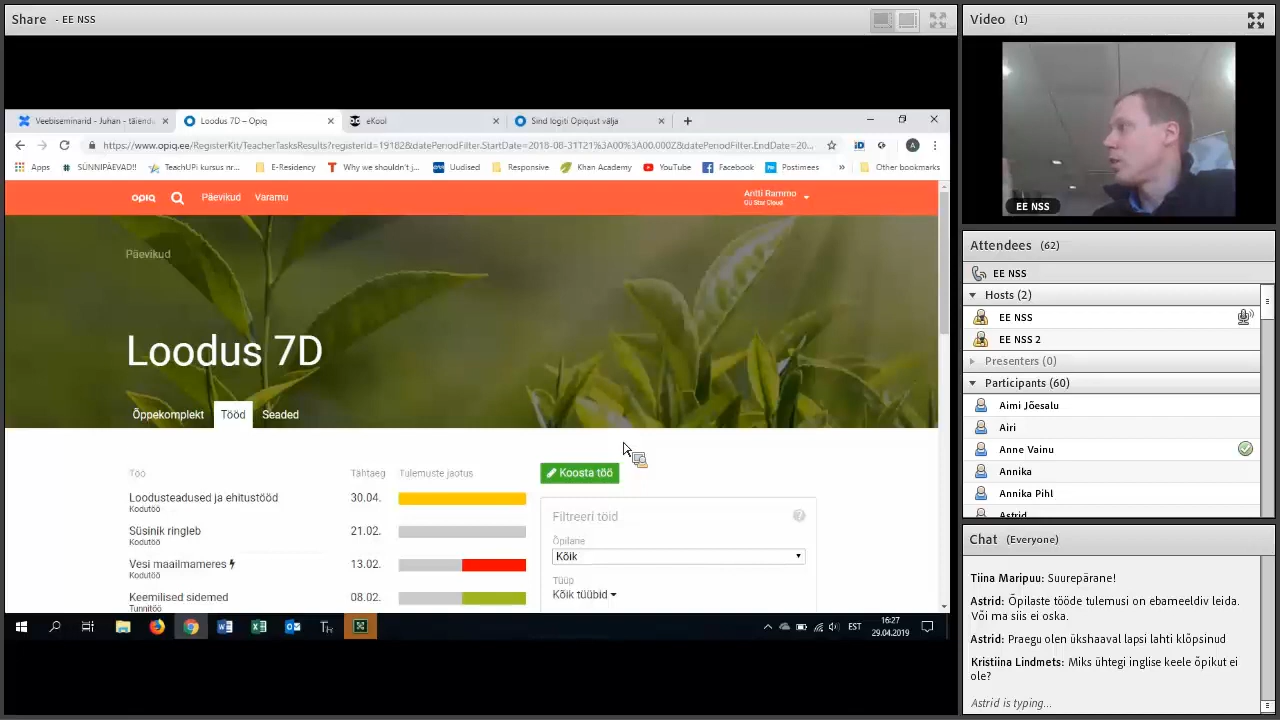 Share - EE NSS
Veebiseminarid - Juhan - täienda
Loodus 7D – Opiq
eKool
Sind logiti Opiqust välja
https://www.opiq.ee/RegisterKit/TeacherTasksResults?registerId=19182&datePeriodFilter.StartDate=2018-08-31T21%3A00%3A00.000Z&datePeriodFilter.EndDate=20...
Apps
SÜNNIPÄEVAD!!
TeachUPi kursus nr...
E-Residency
Why we shouldn't j...
Uudised
Responsive
Khan Academy
YouTube
Facebook
Postimees
»
Other bookmarks
opiq
Päevikud
Varamu
Antti Rammo
OÜ Star Cloud
Päevikud
Loodus 7D
Õppekomplekt
Tööd
Seaded
Töö Tähtaeg Tulemuste jaotus
Loodusteadused ja ehitustööd 30.04.
Kodutöö
Süsinik ringleb 21.02.
Kodutöö
Vesi maailmameres 13.02.
Kodutöö
Keemilised sidemed 08.02.
Tunnitöö
Koosta töö
Filtreeri töid
?
Õpilane
Kõik
Tüüp
Kõik tüübid
EST
16:27
29.04.2019
Video (1)
EE NSS
Attendees (62)
EE NSS
Hosts (2)
EE NSS
EE NSS 2
Presenters (0)
Participants (60)
Aimi Jõesalu
Airi
Anne Vainu
Annika
Annika Pihl
Astrid
Chat (Everyone)
Tiina Maripuu: Suurepärane!
Astrid: Õpilaste tööde tulemusi on ebameeldiv leida.
Või ma siis ei oska.
Astrid: Praegu olen ükshaaval lapsi lahti klõpsinud
Kristiina Lindmets: Miks ühtegi inglise keele õpikut ei
ole?
Astrid is typing...